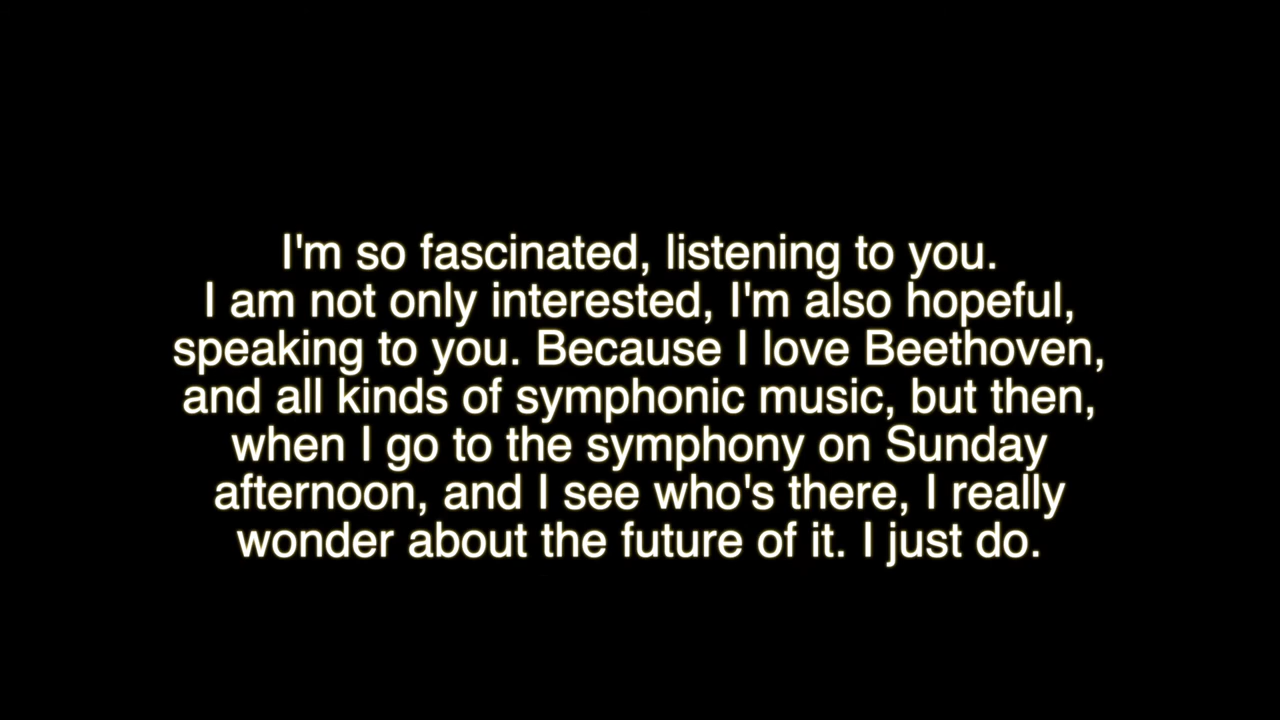 I'm so fascinated, listening to you.
I am not only interested, I'm also hopeful,
speaking to you. Because I love Beethoven,
and all kinds of symphonic music, but then,
when I go to the symphony on Sunday
afternoon, and I see who's there, I really
wonder about the future of it. I just do.